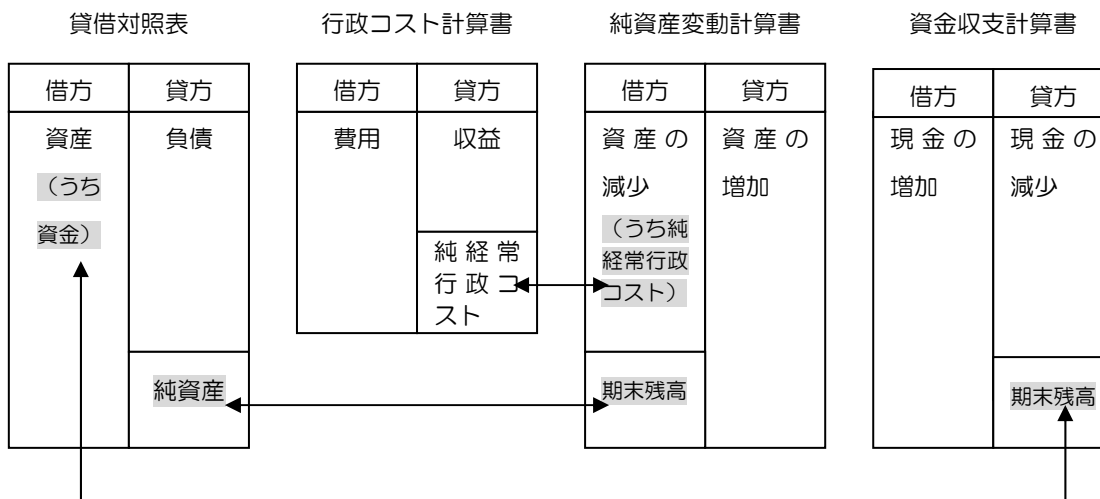 貸借対照表
借方 貸方
資産 負債
（うち
資金）
純資産
行政コスト計算書
借方 貸方
費用 収益
純経常
行政コ
スト
純資産変動計算書
借方 貸方
資産の 資産の
減少 増加
（うち純
経常行政
コスト）
期末残高
資金収支計算書
借方 貸方
現金の 現金の
増加 減少
期末残高